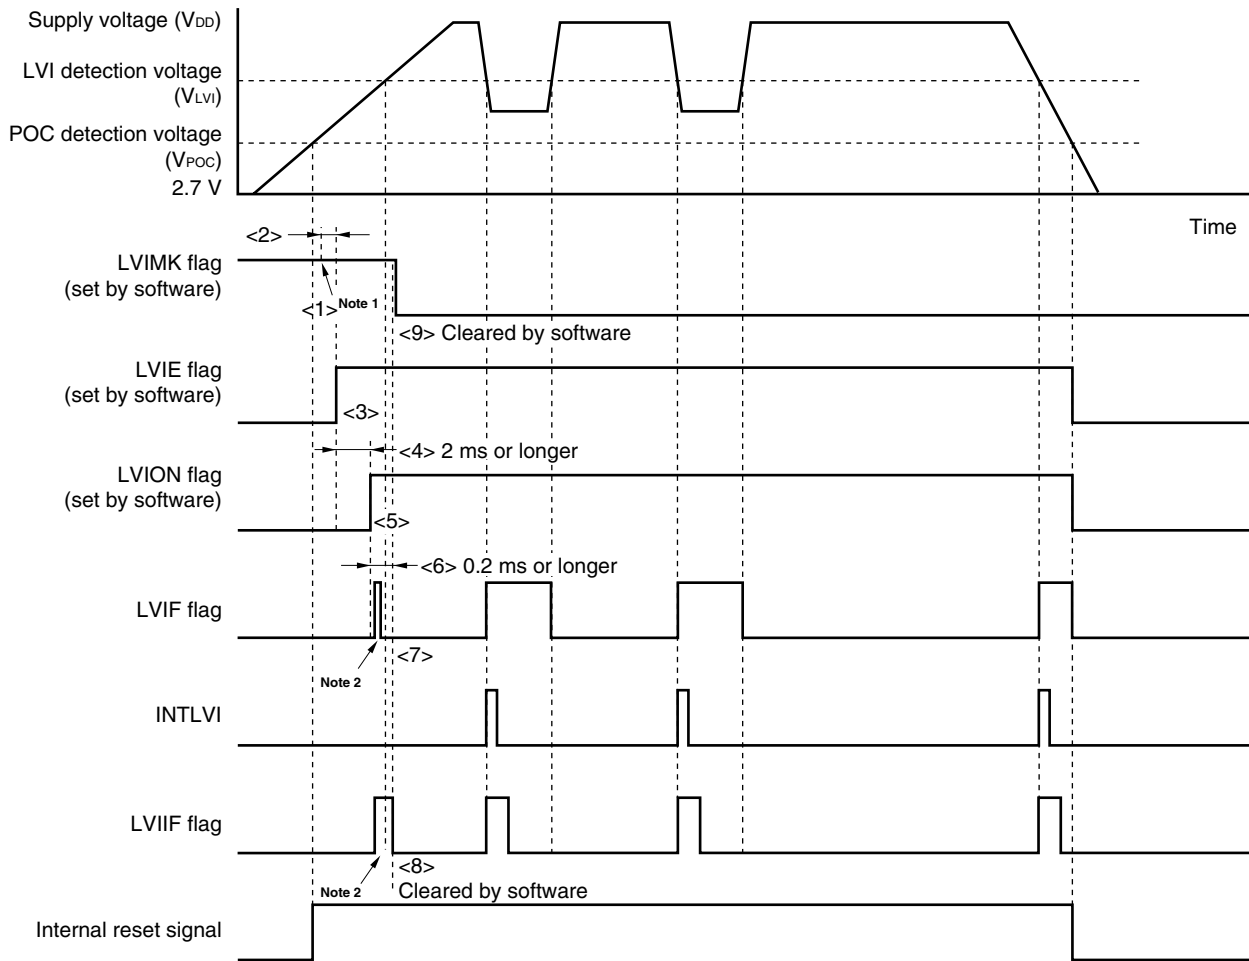 Supply voltage (VDD)
LVI detection voltage
(VLVI)
POC detection voltage
(VPOC)
2.7 V
Time
<2>
LVIMK flag
(set by software)
<1> Note 1
<9> Cleared by software
LVIE flag
(set by software)
<3>
<4> 2 ms or longer
LVION flag
(set by software)
<5>
<6> 0.2 ms or longer
LVIF flag
<7>
Note 2
INTLVI
LVIIF flag
<8>
Note 2
Cleared by software
Internal reset signal